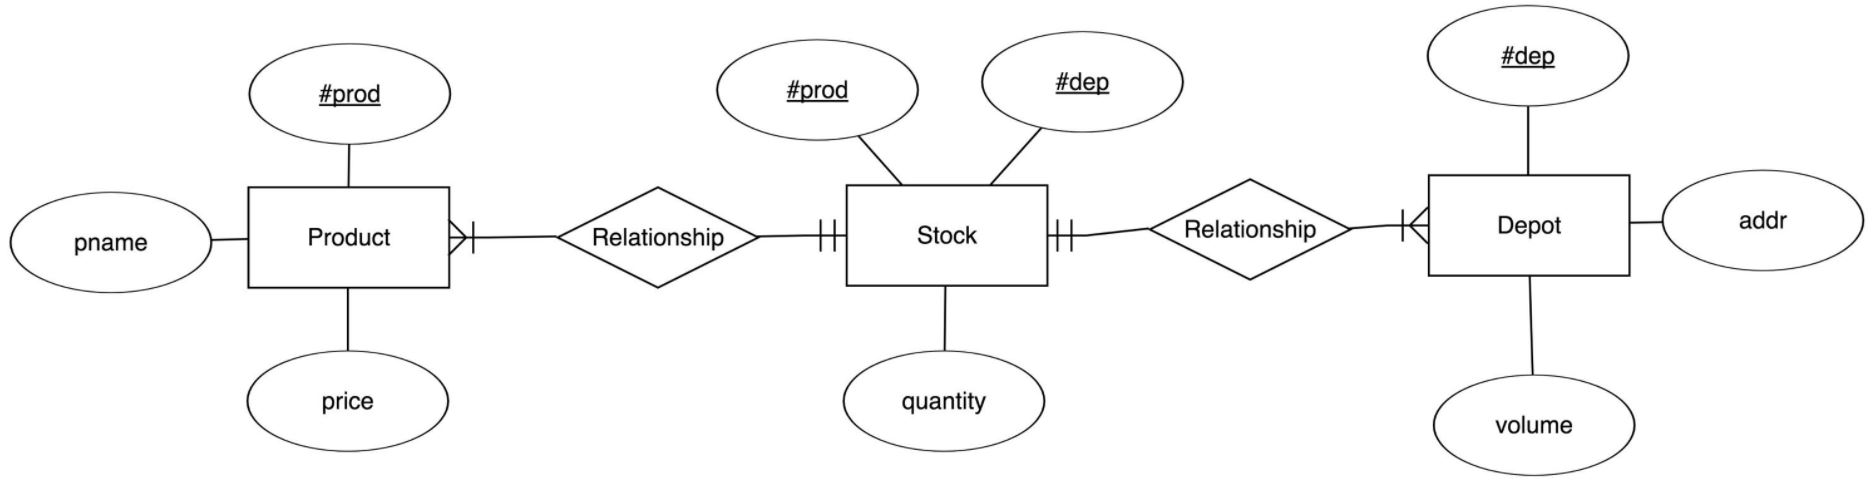 #prod
pname
Product
price
Relationship
#prod
#dep
Stock
quantity
Relationship
#dep
Depot
addr
volume